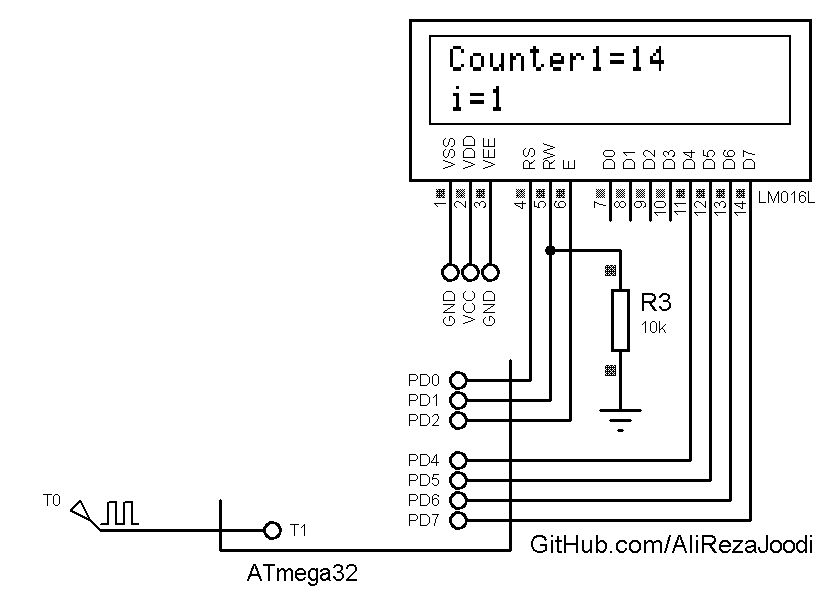 Counter1=14
i=1
VSS VDD VEE RS RW E D0 D1 D2 D3 D4 D5 D6 D7
1 2 3 4 5 6 7 8 9 10 11 12 13 14
LM016L
GND VCC GND
R3
10k
PD0
PD1
PD2
PD4
PD5
PD6
PD7
T0
T1
GitHub.com/AliRezaJoodi
ATmega32